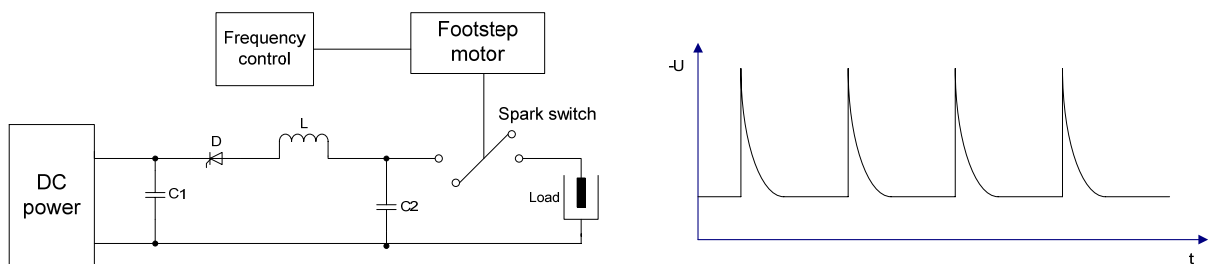 Frequency
control
Footstep
motor
Spark switch
DC
power
D
L
C1
C2
Load
-U
t